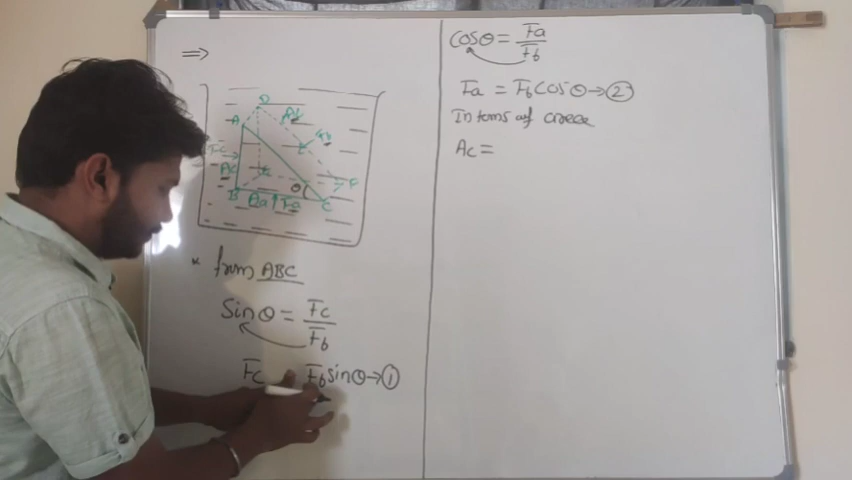 ⇒
D
A
B
C
θ
F
* from ABC
Sinθ = Fc / Fb
Fc = Fb sinθ → ①
cosθ = Fa / Fb
Fa = Fb cosθ → ②
In terms of
Ac =